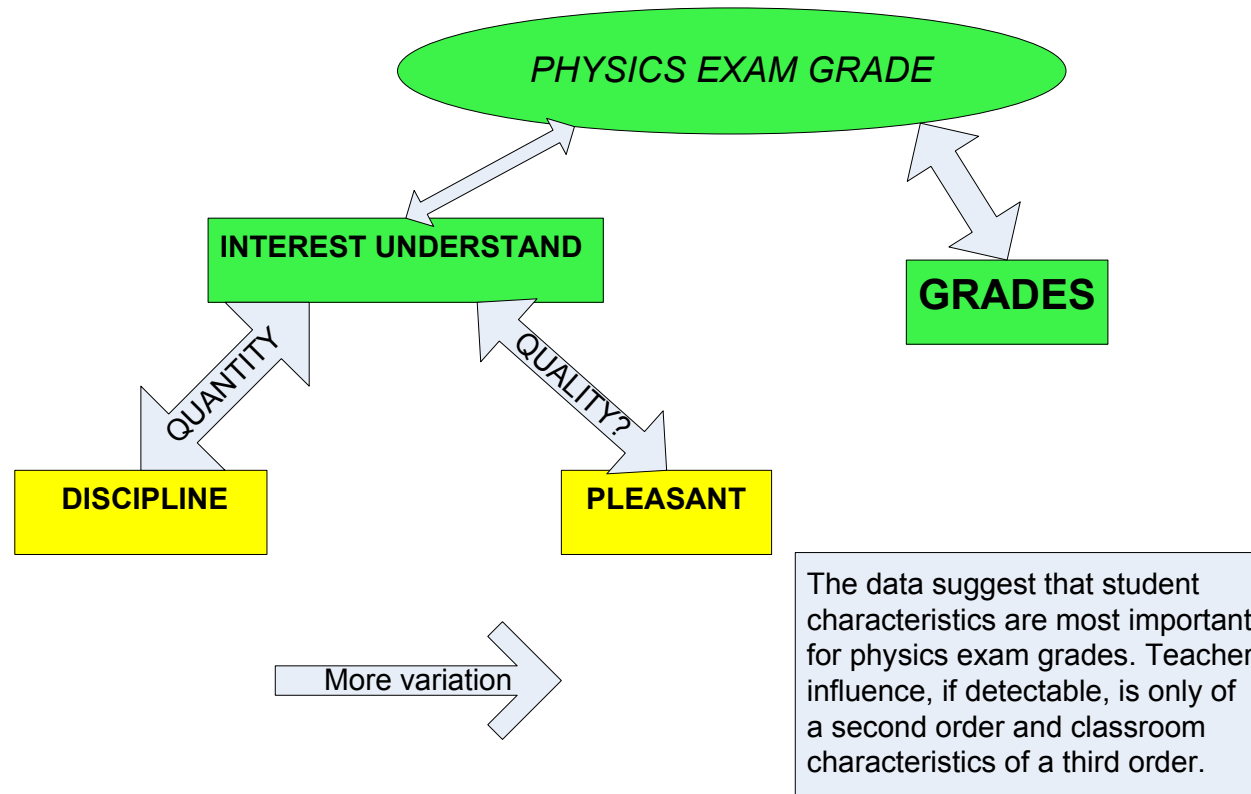 PHYSICS EXAM GRADE
INTEREST UNDERSTAND
GRADES
QUANTITY
QUALITY?
DISCIPLINE
PLEASANT
More variation
The data suggest that student
characteristics are most important
for physics exam grades. Teacher
influence, if detectable, is only of
a second order and classroom
characteristics of a third order.